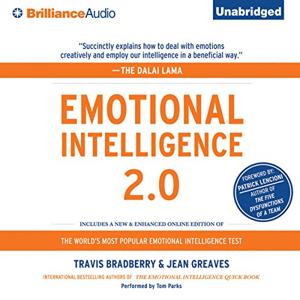 BrillianceAudio
Unabridged
"Succinctly explains how to deal with emotions
creatively and employ our intelligence in a beneficial way."
—THE DALAI LAMA
EMOTIONAL
INTELLIGENCE
2.0
FOREWORD BY:
PATRICK LENCIONI
AUTHOR OF
THE FIVE
DYSFUNCTIONS OF
A TEAM
INCLUDES A NEW & ENHANCED ONLINE EDITION OF
THE WORLD'S MOST POPULAR EMOTIONAL INTELLIGENCE TEST
TRAVIS BRADBERRY & JEAN GREAVES
INTERNATIONAL BESTSELLING AUTHORS OF THE EMOTIONAL INTELLIGENCE QUICK BOOK
Performed by Tom Parks